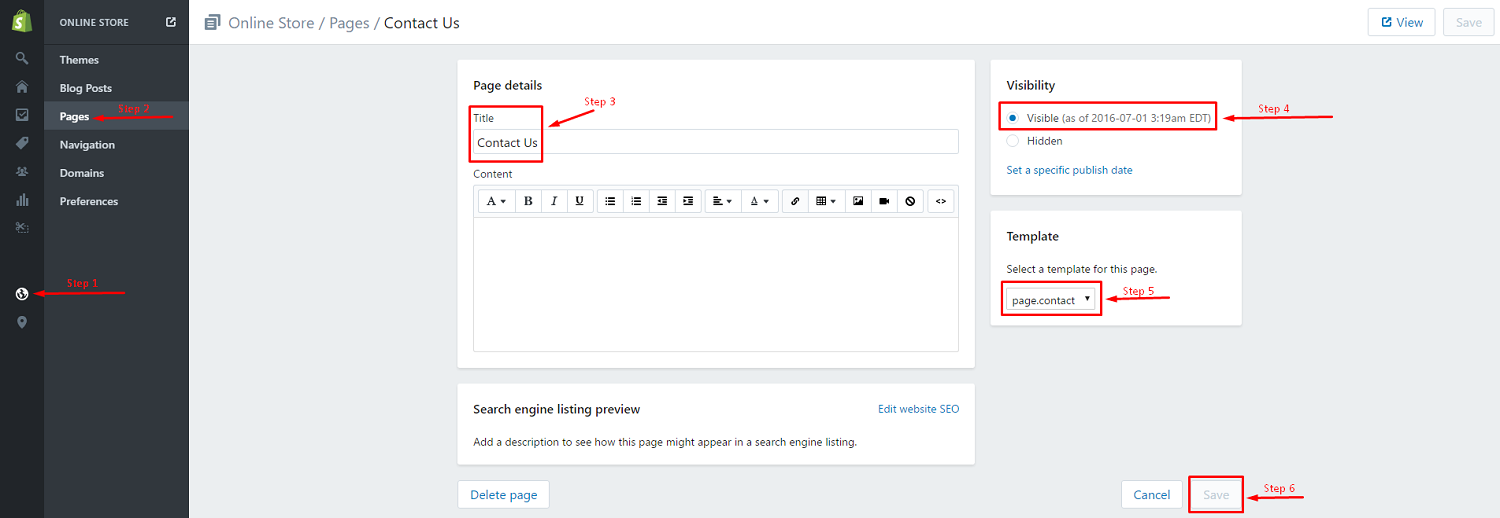 ONLINE STORE
Online Store / Pages / Contact Us
View
Save
Themes
Blog Posts
Pages
Step 2
Navigation
Domains
Preferences
Step 1
Page details
Step 3
Title
Contact Us
Content
A B I U A <>
Search engine listing preview
Edit website SEO
Add a description to see how this page might appear in a search engine listing.
Visibility
Step 4
Visible (as of 2016-07-01 3:19am EDT)
Hidden
Set a specific publish date
Template
Select a template for this page.
page.contact
Step 5
Delete page
Cancel
Save
Step 6